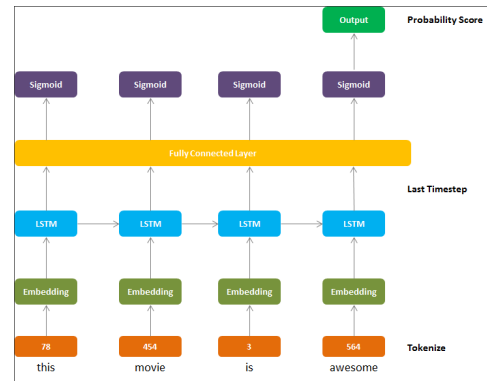 Output Probability Score
Sigmoid Sigmoid Sigmoid Sigmoid
Fully Connected Layer
Last Timestep
LSTM LSTM LSTM LSTM
Embedding Embedding Embedding Embedding
78 454 3 564 Tokenize
this movie is awesome